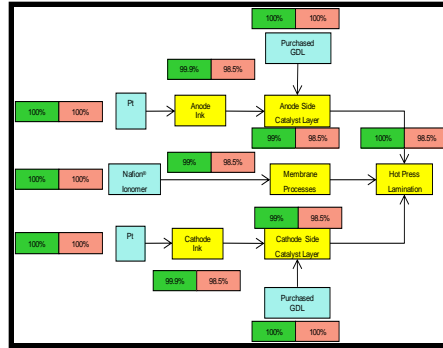 100% 100%
Purchased
GDL
99.9% 98.5%
Pt
Anode
Ink
Anode Side
Catalyst Layer
100% 100%
99% 98.5%
100% 98.5%
99% 98.5%
100% 100%
Nafion®
Ionomer
Membrane
Processes
Hot Press
Lamination
99% 98.5%
100% 100%
Pt
Cathode
Ink
Cathode Side
Catalyst Layer
99.9% 98.5%
Purchased
GDL
100% 100%